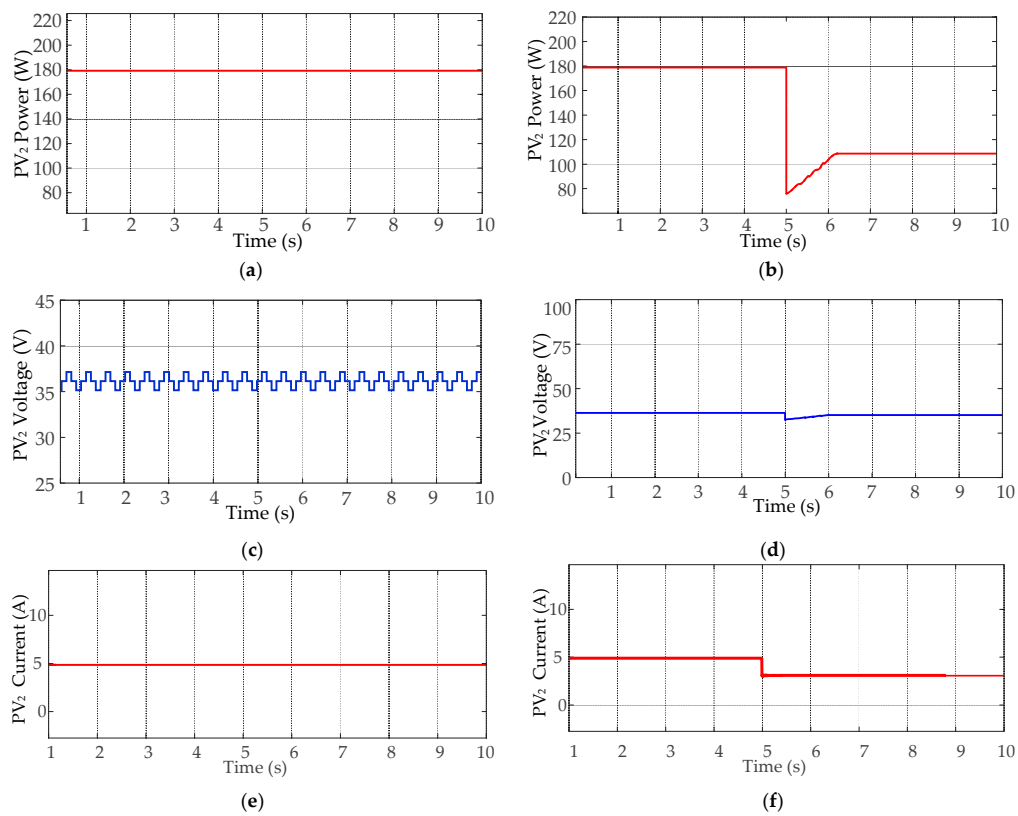 220
200
180
160
140
120
100
80
PV₂ Power (W)
1 2 3 4 5 6 7 8 9 10
Time (s)
(a)
220
200
180
160
140
120
100
80
PV₂ Power (W)
1 2 3 4 5 6 7 8 9 10
Time (s)
(b)
45
40
35
30
25
PV₂ Voltage (V)
1 2 3 4 5 6 7 8 9 10
Time (s)
(c)
100
75
50
25
0
PV₂ Voltage (V)
1 2 3 4 5 6 7 8 9 10
Time (s)
(d)
10
5
0
PV₂ Current (A)
1 2 3 4 5 6 7 8 9 10
Time (s)
(e)
10
5
0
PV₂ Current (A)
1 2 3 4 5 6 7 8 9 10
Time (s)
(f)